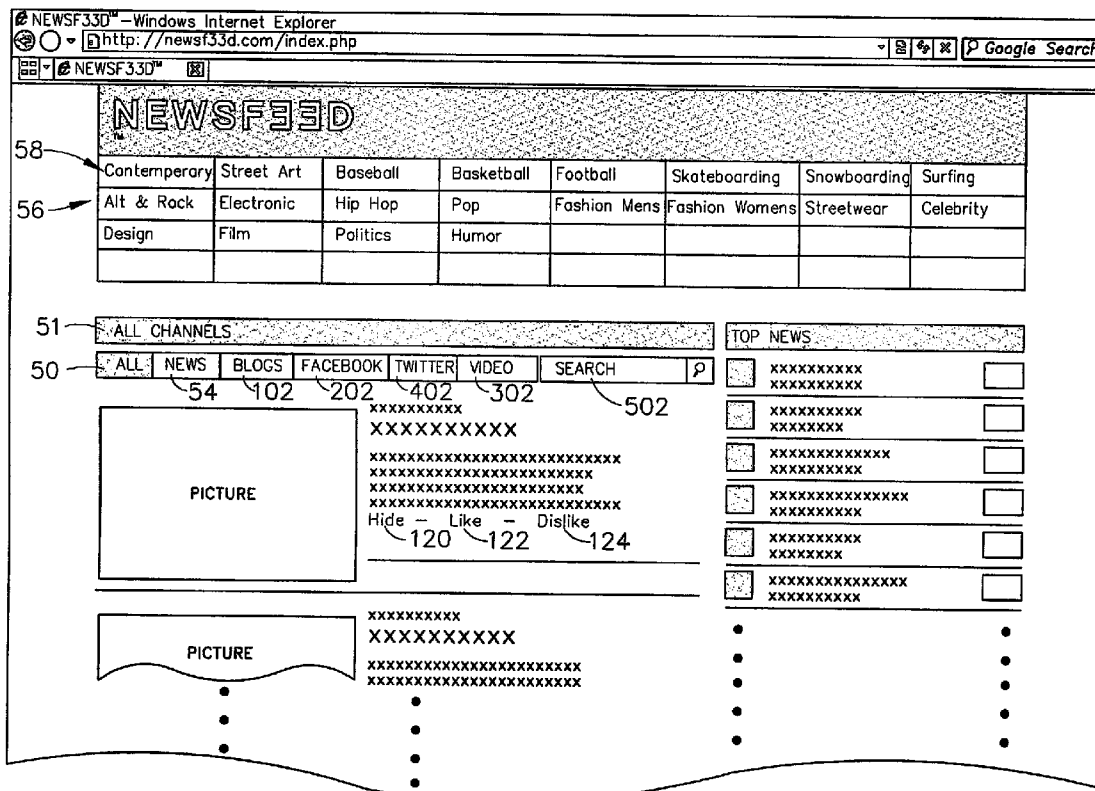 NEWSF33D™-Windows Internet Explorer
http://newsf33d.com/index.php
Google Search
NEWSF33D™
NEWSFEED
™
58
Contemperary Street Art Baseball Basketball Football Skateboarding Snowboarding Surfing
56
Alt & Rock Electronic Hip Hop Pop Fashion Mens Fashion Womens Streetwear Celebrity
Design Film Politics Humor
51
ALL CHANNELS
TOP NEWS
50
ALL NEWS BLOGS FACEBOOK TWITTER VIDEO SEARCH
54 102 202 402 302 502
xxxxxxxxxx
XXXXXXXXXX
xxxxxxxxxxxxxxxxxxxxxxxxxxx
xxxxxxxxxxxxxxxxxxxxxxxx
xxxxxxxxxxxxxxxxxxxxxxx
xxxxxxxxxxxxxxxxxxxxxxxxxxx
PICTURE
Hide - Like - Dislike
120 122 124
xxxxxxxxxx
xxxxxxxxxx
xxxxxxxxxx
xxxxxxxx
xxxxxxxxxxxxx
xxxxxxxxxx
xxxxxxxxxxxxxxx
xxxxxxxxxx
xxxxxxxxxx
xxxxxxxx
xxxxxxxxxxxxxxx
xxxxxxxxxx
PICTURE
xxxxxxxxxx
XXXXXXXXXX
xxxxxxxxxxxxxxxxxxxxxxx
xxxxxxxxxxxxxxxxxxxxxxx